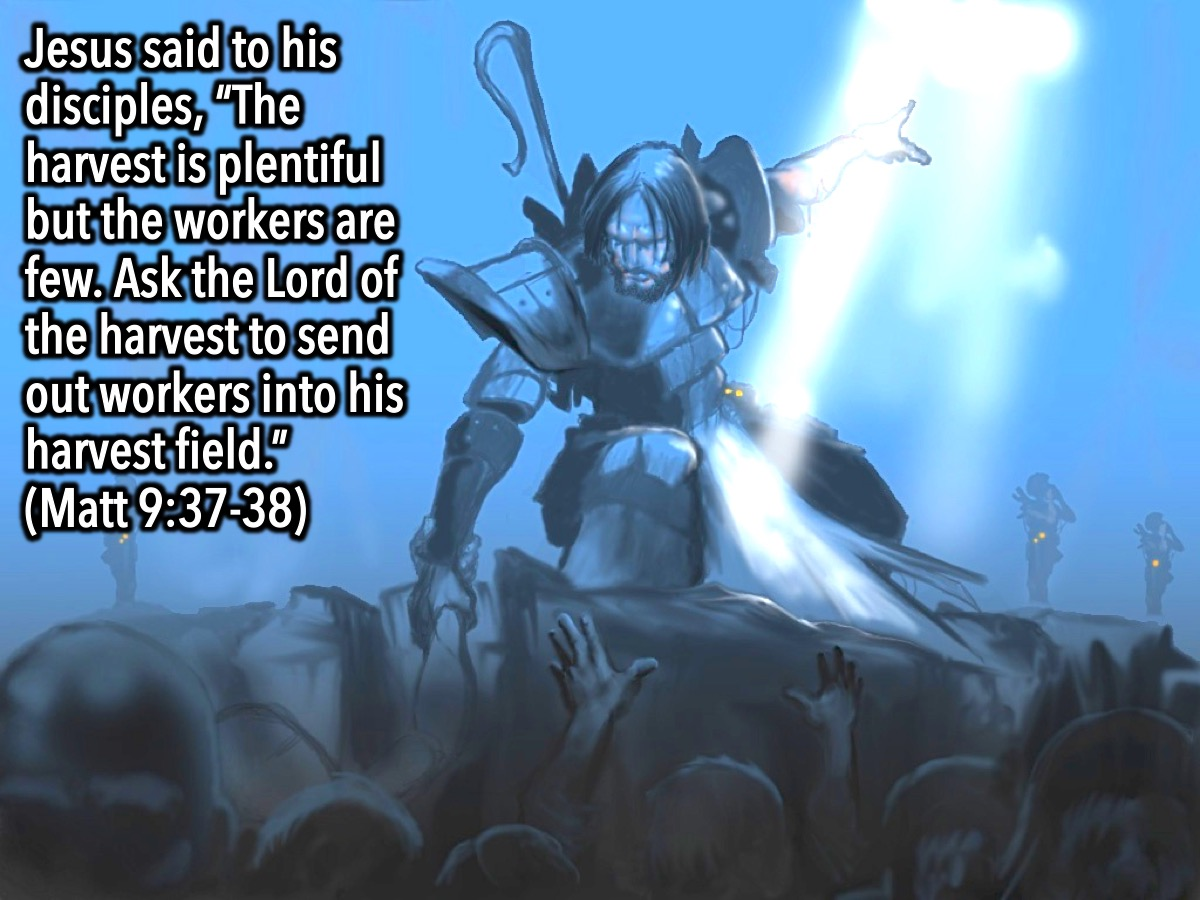 Jesus said to his
disciples, “The
harvest is plentiful
but the workers are
few. Ask the Lord of
the harvest to send
out workers into his
harvest field.”
(Matt 9:37-38)